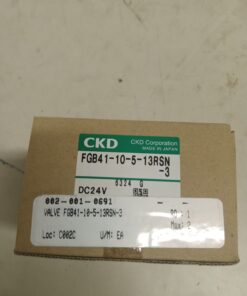 CKD CKD Corporation
MADE IN JAPAN
FGB41-10-5-13RSN
-3
6324 G
DC24V
002-001-0691
VALVE FGB41-10-5-13RSN-3
Loc: C002C U/M: EA